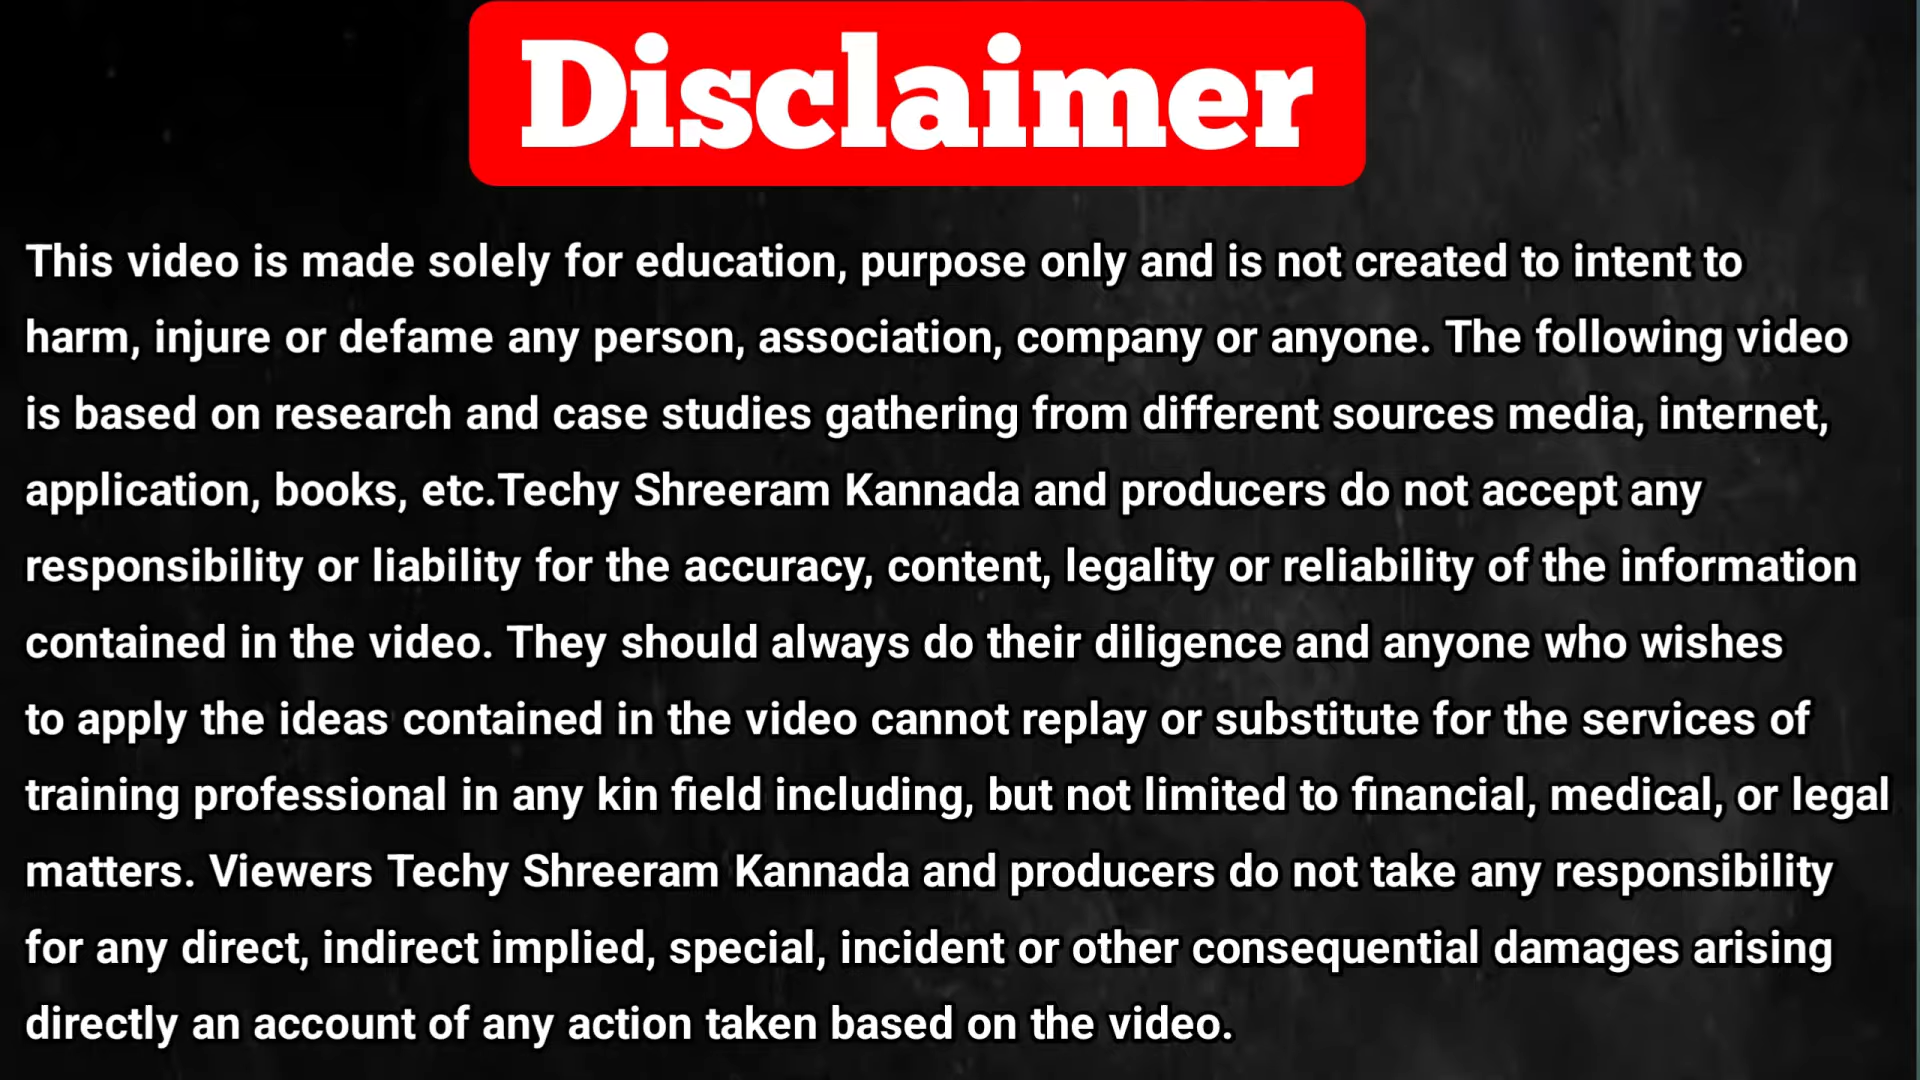 Disclaimer
This video is made solely for education, purpose only and is not created to intent to
harm, injure or defame any person, association, company or anyone. The following video
is based on research and case studies gathering from different sources media, internet,
application, books, etc.Techy Shreeram Kannada and producers do not accept any
responsibility or liability for the accuracy, content, legality or reliability of the information
contained in the video. They should always do their diligence and anyone who wishes
to apply the ideas contained in the video cannot replay or substitute for the services of
training professional in any kin field including, but not limited to financial, medical, or legal
matters. Viewers Techy Shreeram Kannada and producers do not take any responsibility
for any direct, indirect implied, special, incident or other consequential damages arising
directly an account of any action taken based on the video.